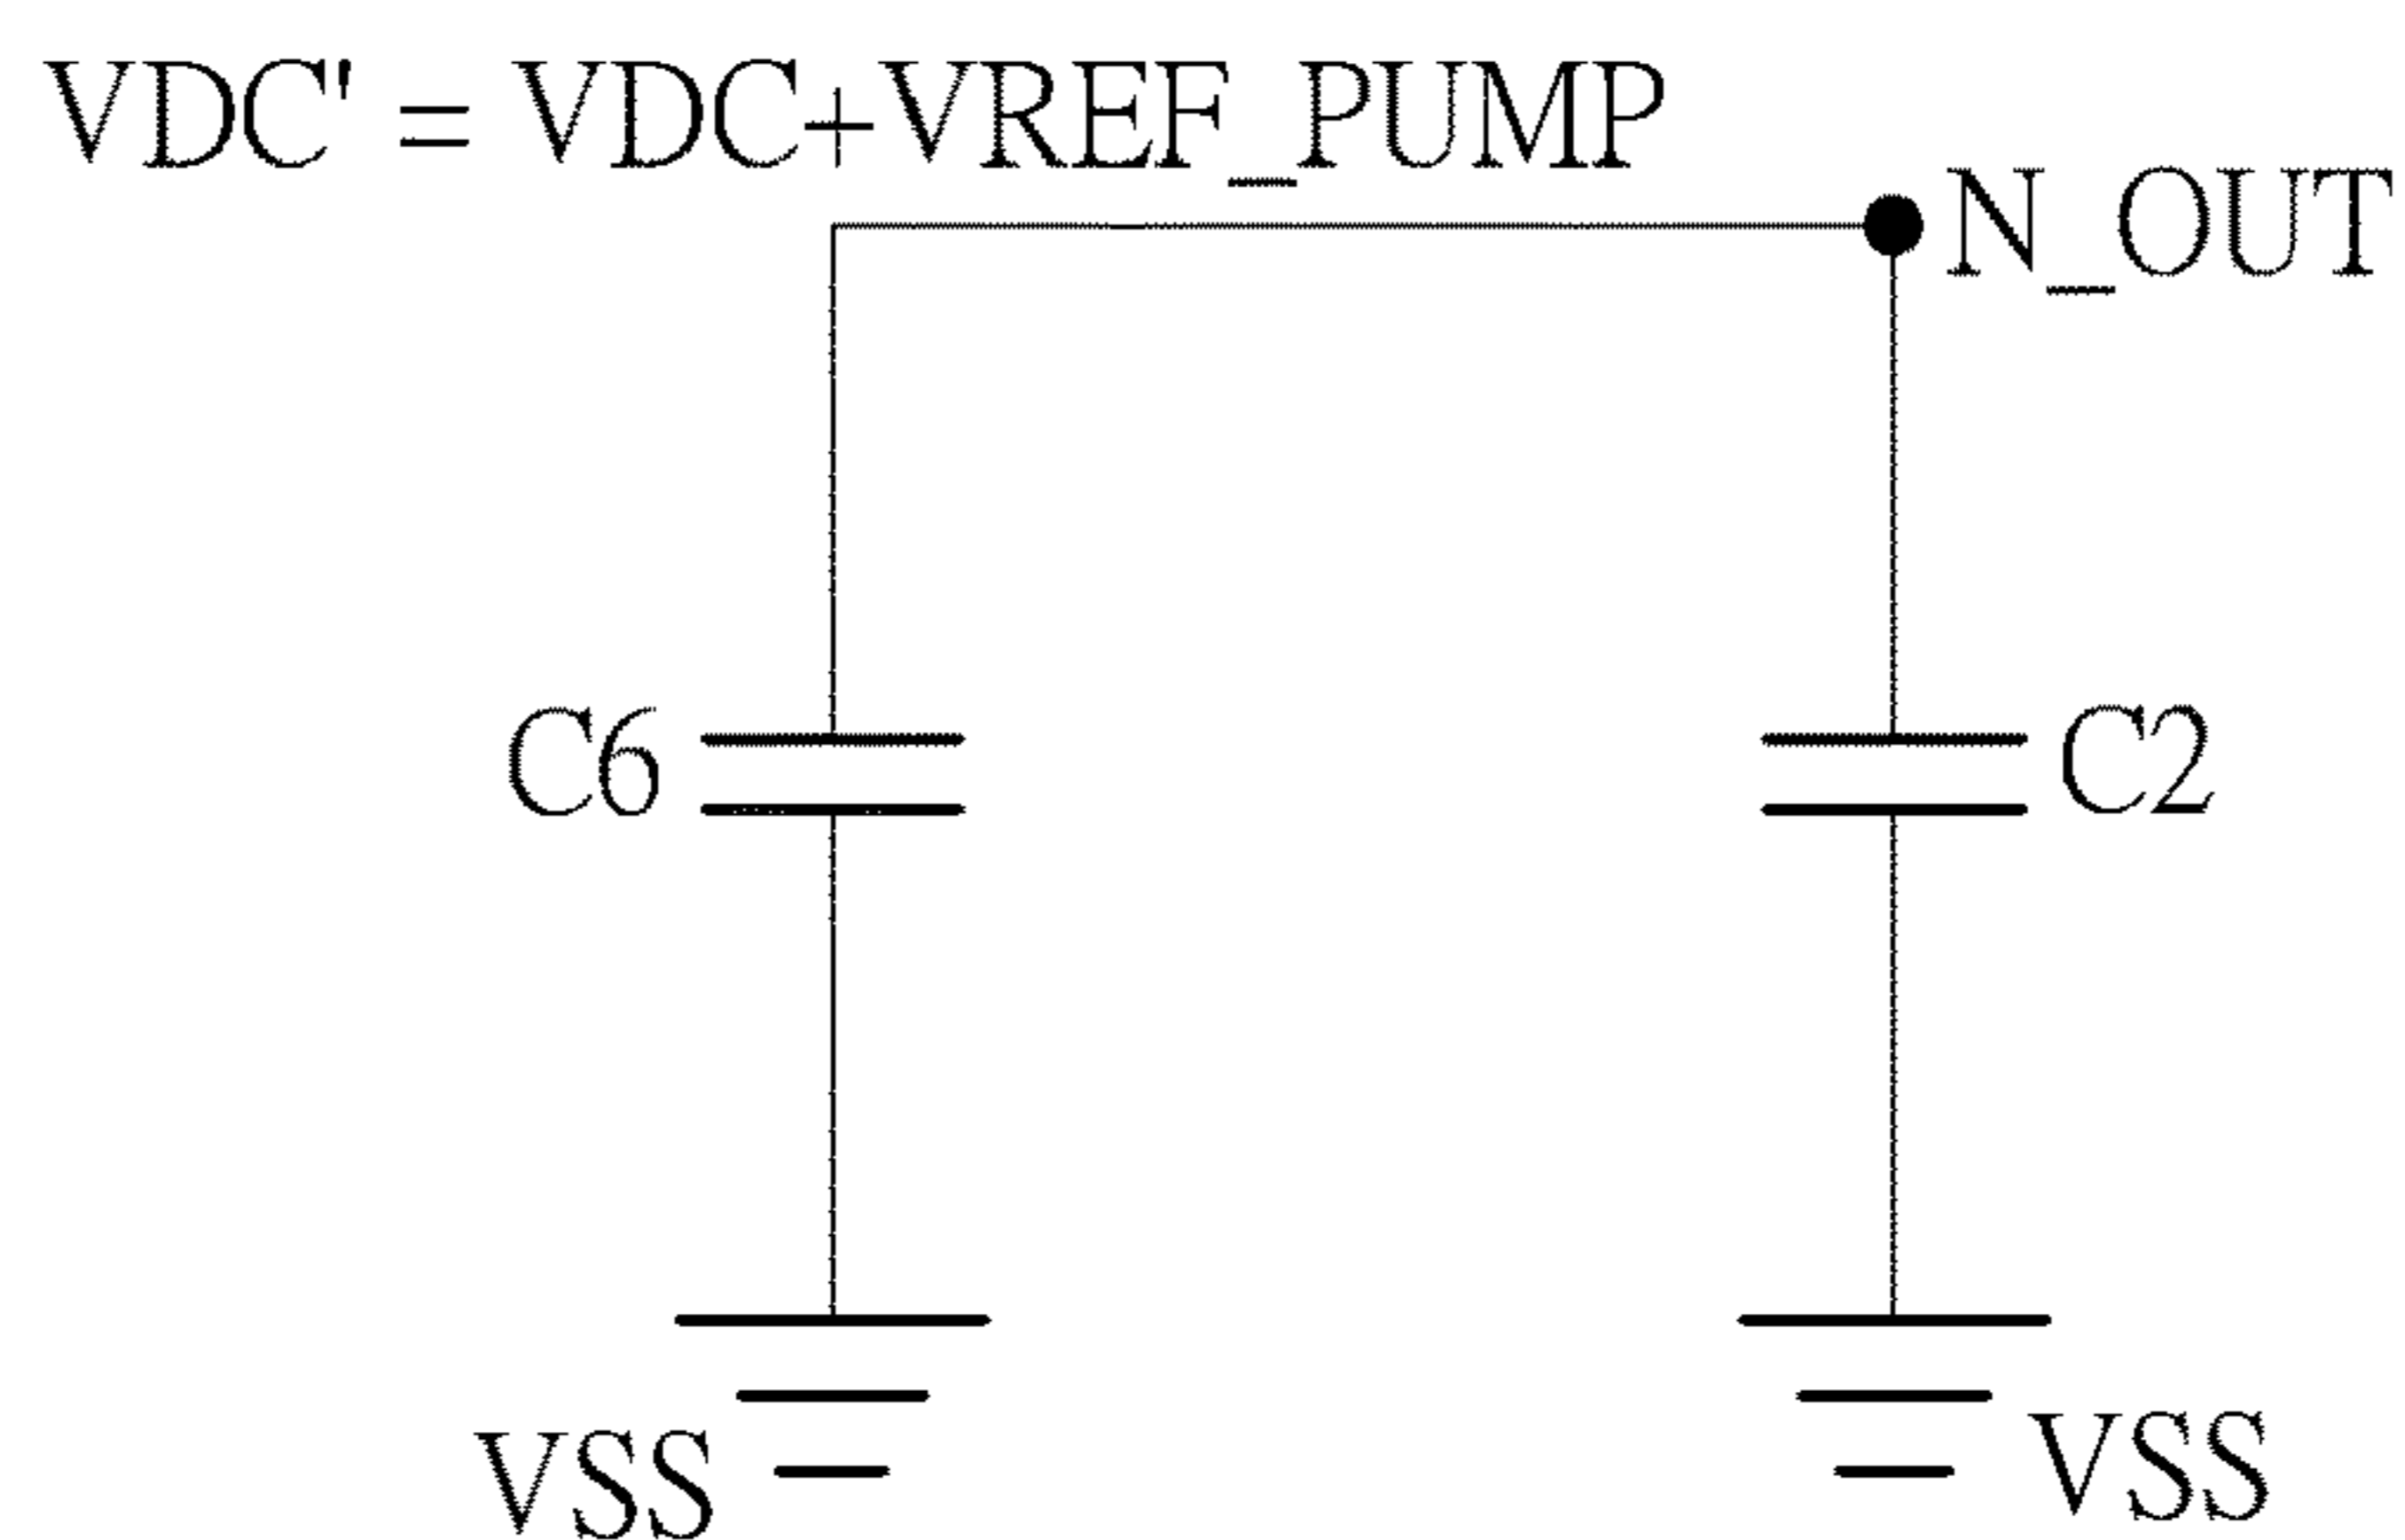 VDC' = VDC+VREF_PUMP
N_OUT
C6
C2
VSS
VSS